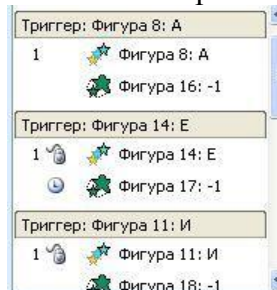 Триггер: Фигура 8: А
1 Фигура 8: А
Фигура 16: -1
Триггер: Фигура 14: Е
1 Фигура 14: Е
Фигура 17: -1
Триггер: Фигура 11: И
1 Фигура 11: И
Фигура 18: -1